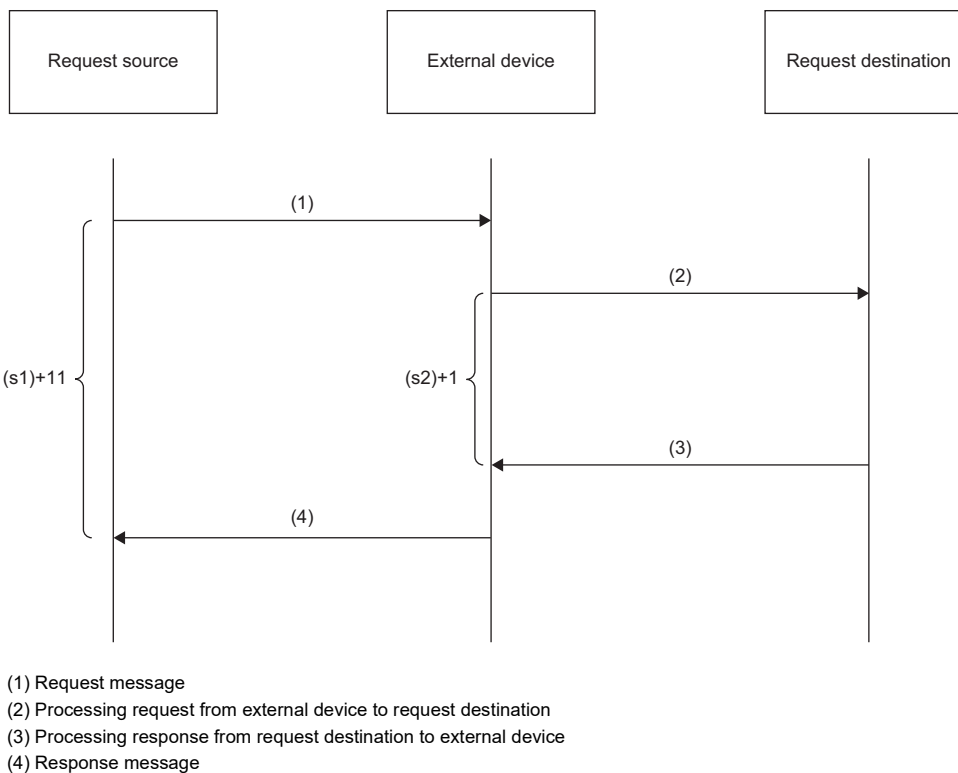 Request source
External device
Request destination
(1)
(2)
(s1)+11
(s2)+1
(3)
(4)
(1) Request message
(2) Processing request from external device to request destination
(3) Processing response from request destination to external device
(4) Response message